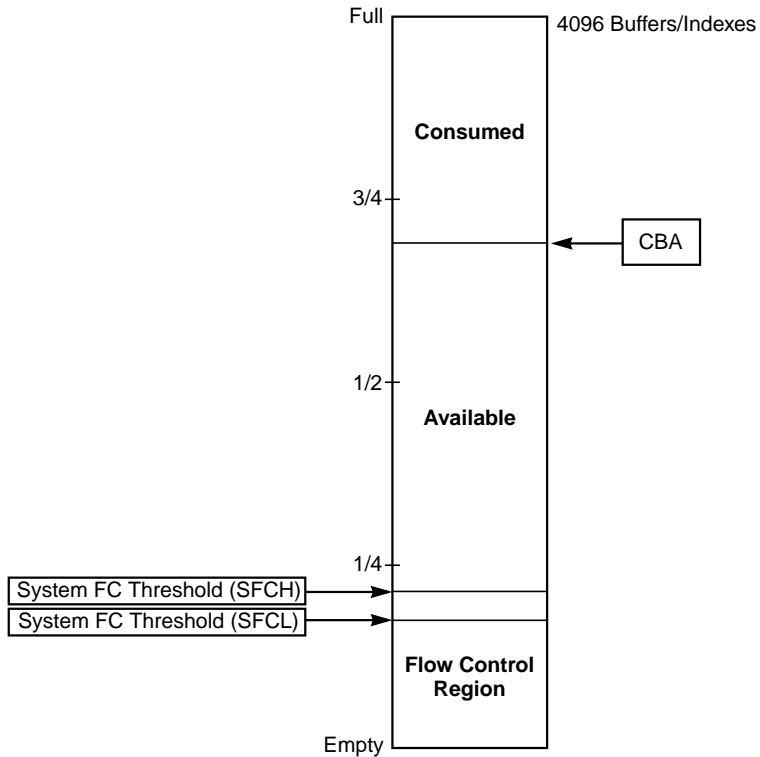 Full
4096 Buffers/Indexes
Consumed
3/4
CBA
1/2
Available
1/4
System FC Threshold (SFCH)
System FC Threshold (SFCL)
Flow Control
Region
Empty